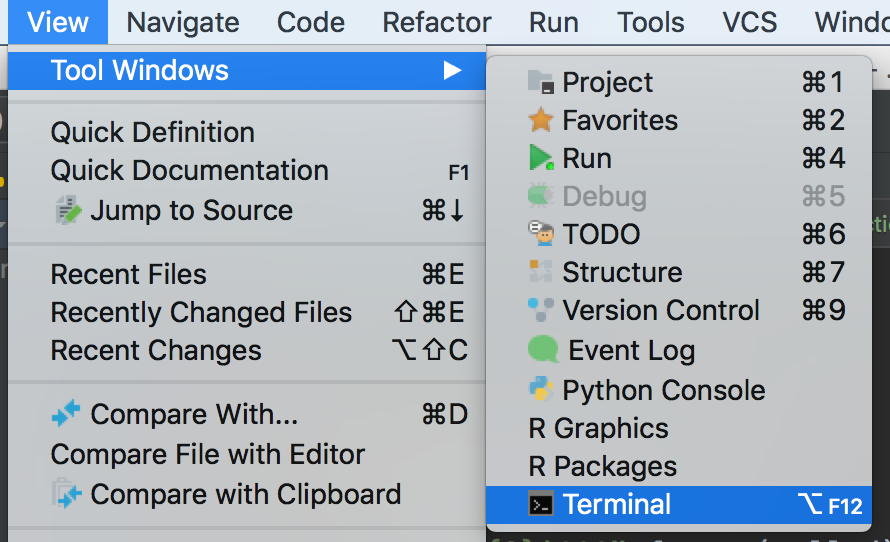 View Navigate Code Refactor Run Tools VCS
Tool Windows ▶
Quick Definition
Quick Documentation F1
Jump to Source ⌘↓
Recent Files ⌘E
Recently Changed Files ⇧⌘E
Recent Changes ⌥⇧C
Compare With... ⌘D
Compare File with Editor
Compare with Clipboard
Project ⌘1
Favorites ⌘2
Run ⌘4
Debug ⌘5
TODO ⌘6
Structure ⌘7
Version Control ⌘9
Event Log
Python Console
R Graphics
R Packages
Terminal ⌥F12